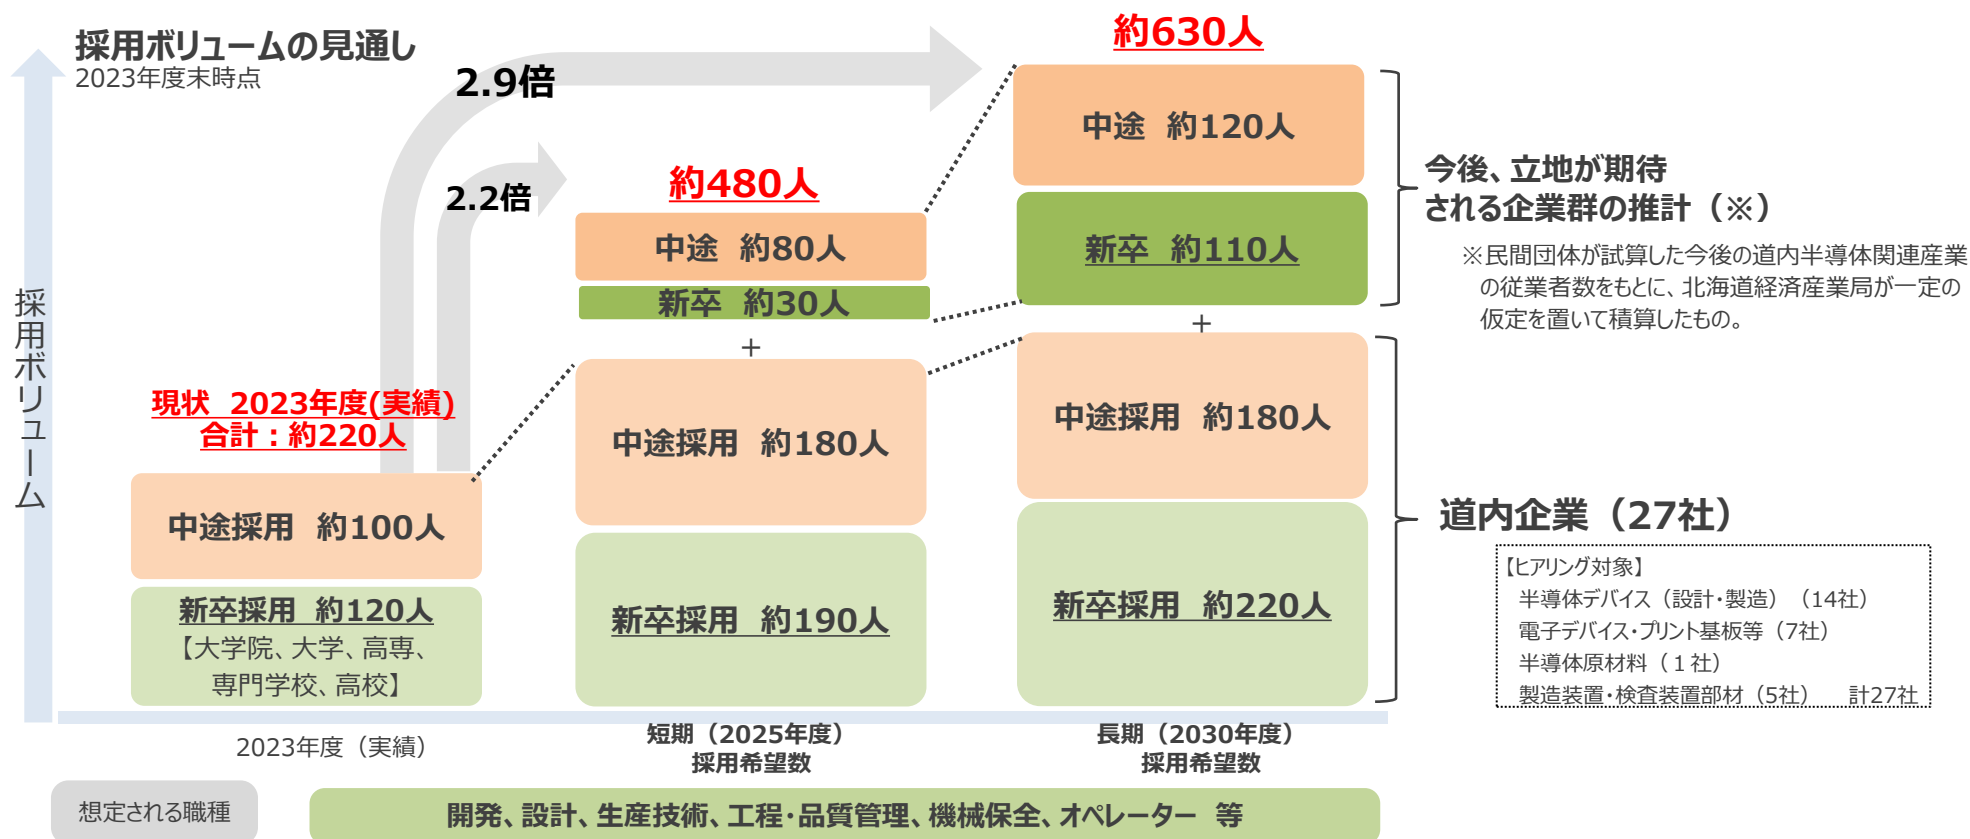 採用ボリュームの見通し
2023年度末時点
採用ボリューム
2.9倍
2.2倍
現状 2023年度(実績)
合計：約220人
中途採用 約100人
新卒採用 約120人
【大学院、大学、高専、
専門学校、高校】
約480人
中途 約80人
新卒 約30人
+
中途採用 約180人
新卒採用 約190人
約630人
中途 約120人
新卒 約110人
+
中途採用 約180人
新卒採用 約220人
今後、立地が期待
される企業群の推計（※）
※民間団体が試算した今後の道内半導体関連産業
の従業者数をもとに、北海道経済産業局が一定の
仮定を置いて積算したもの。
道内企業（27社）
【ヒアリング対象】
半導体デバイス（設計・製造）（14社）
電子デバイス・プリント基板等（7社）
半導体原材料（１社）
製造装置・検査装置部材（5社） 計27社
2023年度（実績）
短期（2025年度）
採用希望数
長期（2030年度）
採用希望数
想定される職種
開発、設計、生産技術、工程・品質管理、機械保全、オペレーター 等